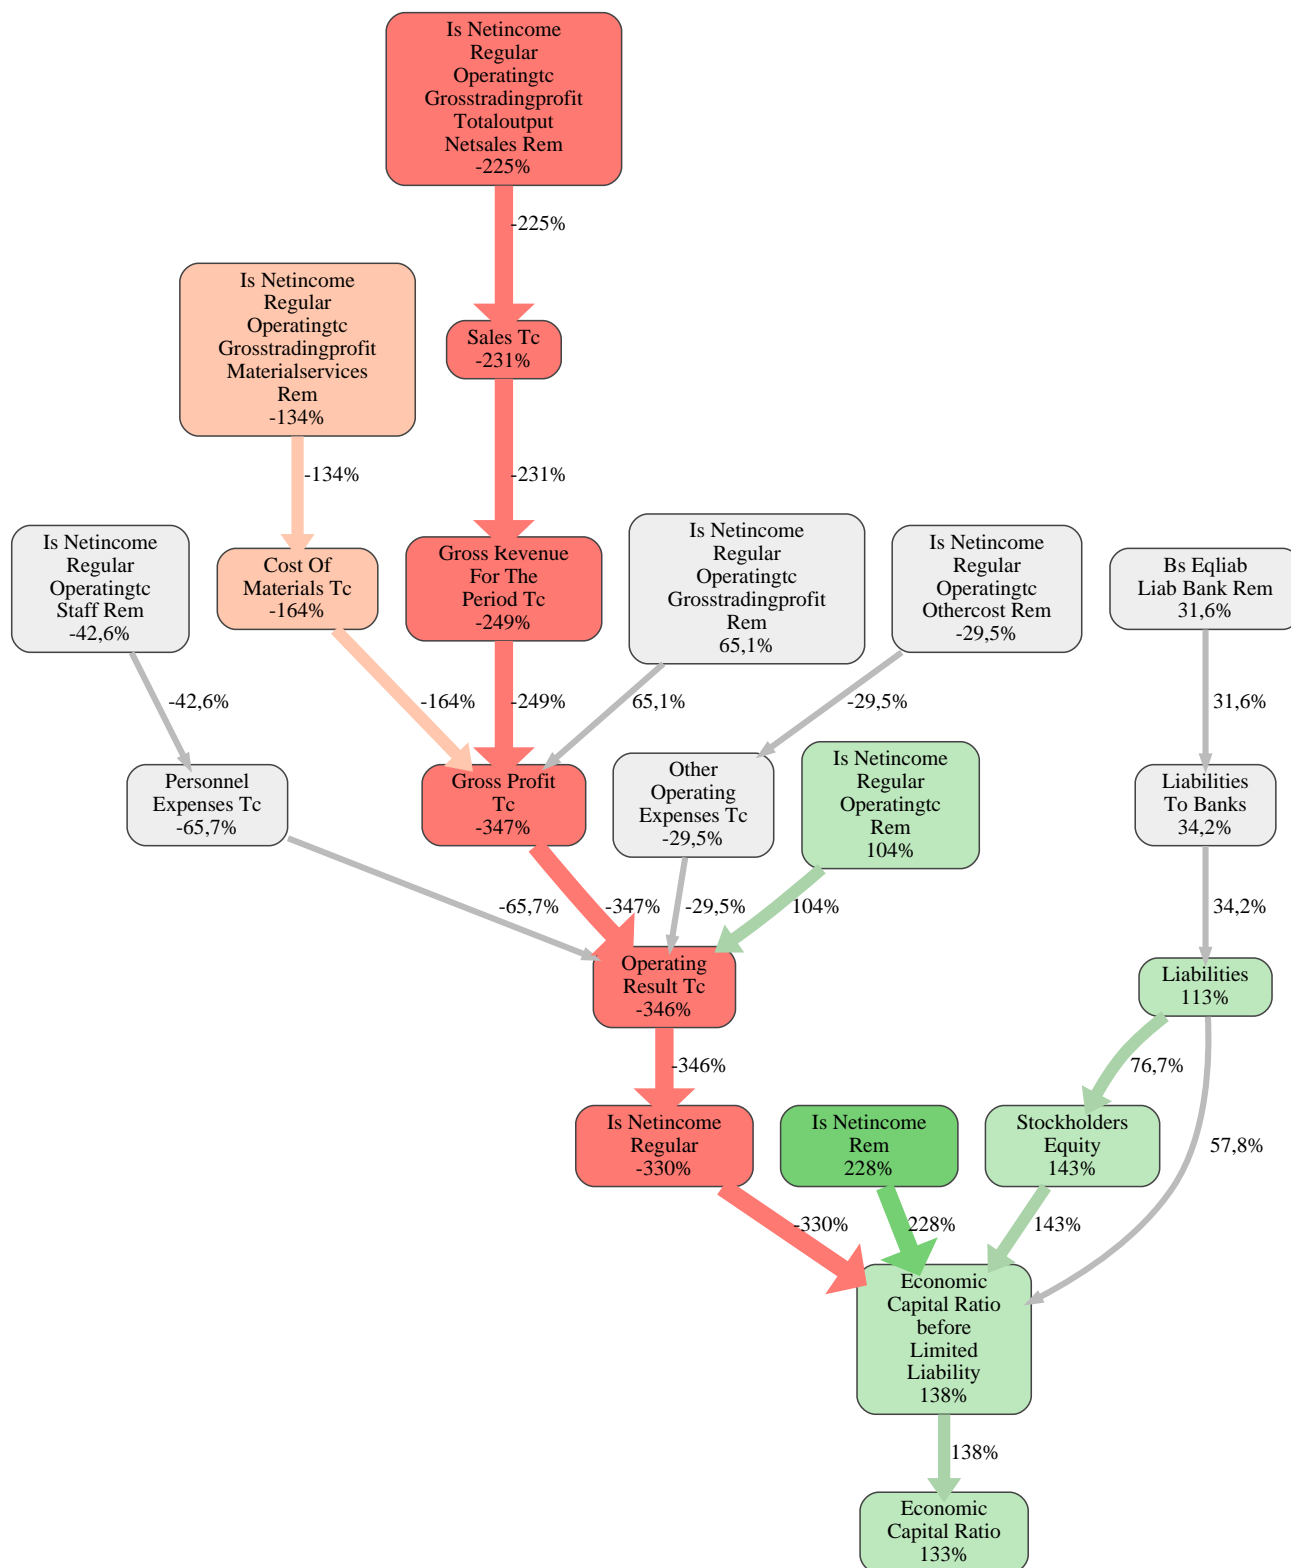 Is Netincome
Regular
Operatingtc
Grosstradingprofit
Totaloutput
Netsales Rem
-225%
-225%
Is Netincome
Regular
Operatingtc
Grosstradingprofit
Materialservices
Rem
-134%
Sales Tc
-231%
-134%
-231%
Is Netincome
Regular
Operatingtc
Staff Rem
-42,6%
Cost Of
Materials Tc
-164%
Gross Revenue
For The
Period Tc
-249%
Is Netincome
Regular
Operatingtc
Grosstradingprofit
Rem
65,1%
Is Netincome
Regular
Operatingtc
Othercost Rem
-29,5%
Bs Eqliab
Liab Bank Rem
31,6%
-42,6%
-164%
-249%
65,1%
-29,5%
31,6%
Personnel
Expenses Tc
-65,7%
Gross Profit
Tc
-347%
Other
Operating
Expenses Tc
-29,5%
Is Netincome
Regular
Operatingtc
Rem
104%
Liabilities
To Banks
34,2%
-65,7%
-347%
-29,5%
104%
34,2%
Operating
Result Tc
-346%
Liabilities
113%
-346%
76,7%
Is Netincome
Regular
-330%
Is Netincome
Rem
228%
Stockholders
Equity
143%
57,8%
-330%
228%
143%
Economic
Capital Ratio
before
Limited
Liability
138%
138%
Economic
Capital Ratio
133%